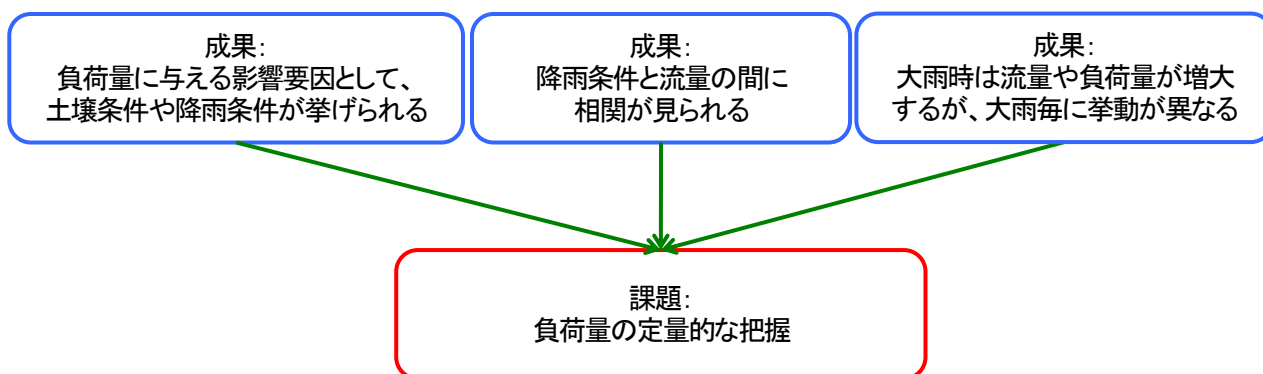 成果：
負荷量に与える影響要因として、
土壌条件や降雨条件が挙げられる
成果：
降雨条件と流量の間に
相関が見られる
成果：
大雨時は流量や負荷量が増大
するが、大雨毎に挙動が異なる
課題：
負荷量の定量的な把握